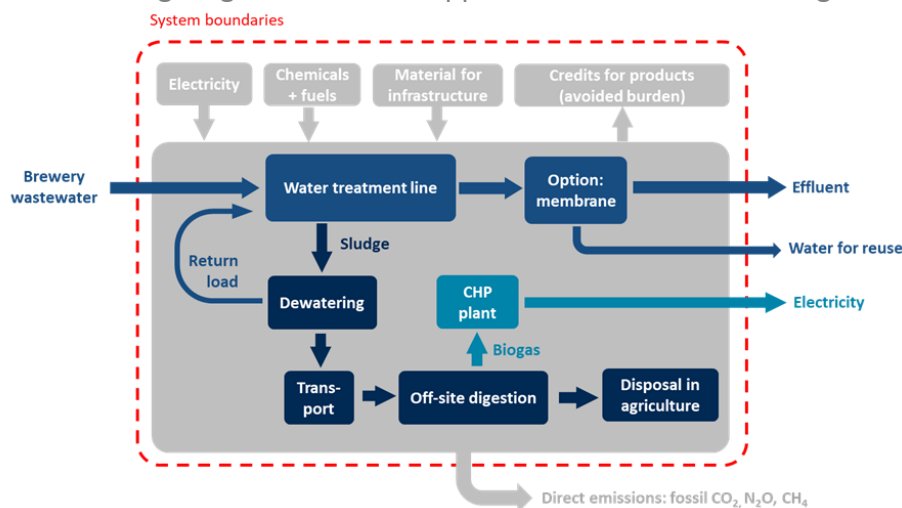 System boundaries
Electricity
Chemicals
+ fuels
Material for
infrastructure
Credits for products
(avoided burden)
Brewery
wastewater
Water treatment line
Option:
membrane
Effluent
Sludge
Water for reuse
Return
load
Dewatering
CHP
plant
Electricity
Biogas
Trans-
port
Off-site digestion
Disposal in
agriculture
Direct emissions: fossil CO₂, N₂O, CH₄